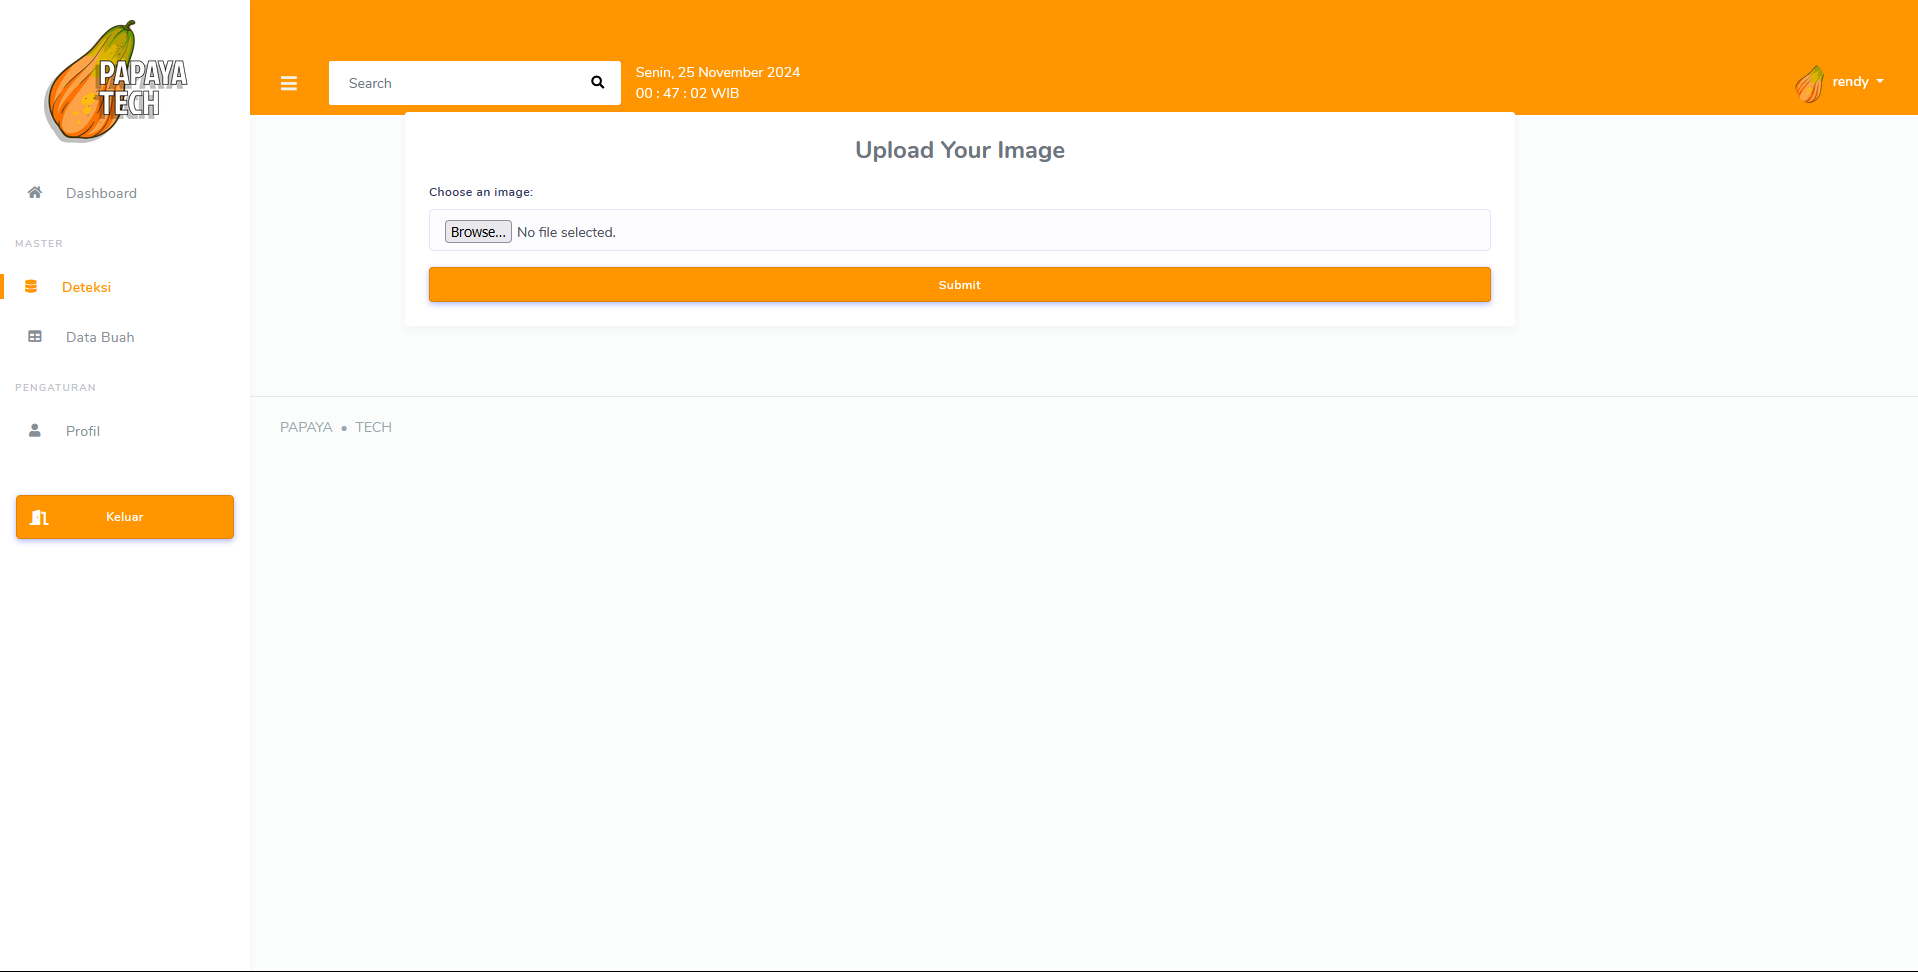 PAPAYA
TECH
Dashboard
MASTER
Deteksi
Data Buah
PENGATURAN
Profil
Keluar
Search
Senin, 25 November 2024
00 : 47 : 02 WIB
rendy
Upload Your Image
Choose an image:
Browse... No file selected.
Submit
PAPAYA • TECH